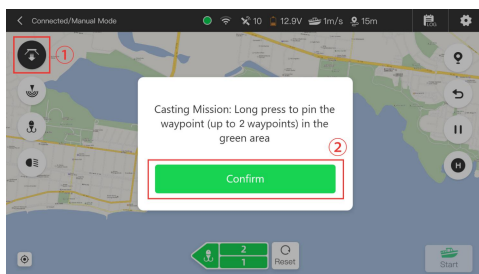 Connected/Manual Mode
10
12.9V
1m/s
15m
①
Casting Mission: Long press to pin the
waypoint (up to 2 waypoints) in the
green area
②
Confirm
H
2
1
Reset
Start